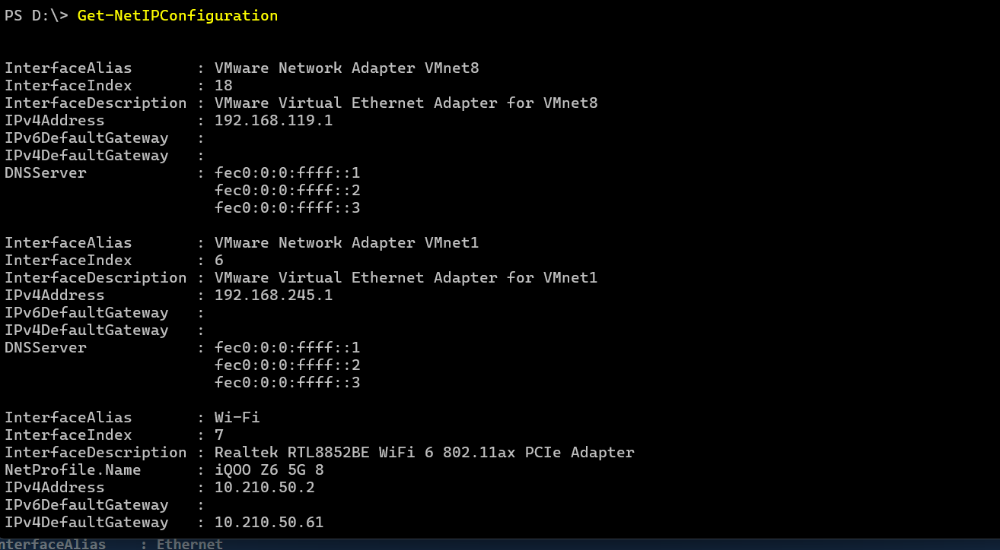 PS D:\> Get-NetIPConfiguration
InterfaceAlias : VMware Network Adapter VMnet8
InterfaceIndex : 18
InterfaceDescription : VMware Virtual Ethernet Adapter for VMnet8
IPv4Address : 192.168.119.1
IPv6DefaultGateway :
IPv4DefaultGateway :
DNSServer : fec0:0:0:ffff::1
fec0:0:0:ffff::2
fec0:0:0:ffff::3
InterfaceAlias : VMware Network Adapter VMnet1
InterfaceIndex : 6
InterfaceDescription : VMware Virtual Ethernet Adapter for VMnet1
IPv4Address : 192.168.245.1
IPv6DefaultGateway :
IPv4DefaultGateway :
DNSServer : fec0:0:0:ffff::1
fec0:0:0:ffff::2
fec0:0:0:ffff::3
InterfaceAlias : Wi-Fi
InterfaceIndex : 7
InterfaceDescription : Realtek RTL8852BE WiFi 6 802.11ax PCIe Adapter
NetProfile.Name : iQOO Z6 5G 8
IPv4Address : 10.210.50.2
IPv6DefaultGateway :
IPv4DefaultGateway : 10.210.50.61
nterfaceAlias : Ethernet